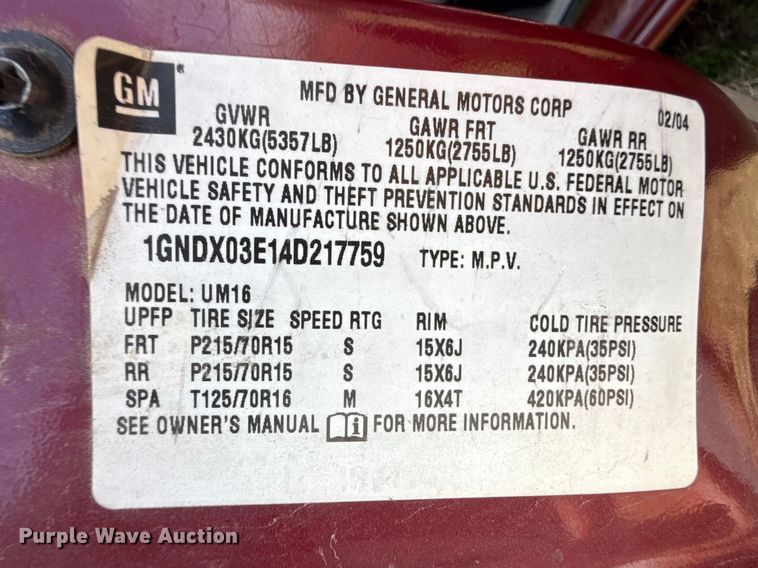 GM
MFD BY GENERAL MOTORS CORP 02/04
GVWR GAWR FRT GAWR RR
2430KG(5357LB) 1250KG(2755LB) 1250KG(2755LB)
THIS VEHICLE CONFORMS TO ALL APPLICABLE U.S. FEDERAL MOTOR
VEHICLE SAFETY AND THEFT PREVENTION STANDARDS IN EFFECT ON
THE DATE OF MANUFACTURE SHOWN ABOVE.
1GNDX03E14D217759 TYPE: M.P.V.
MODEL: UM16
UPFP TIRE SIZE SPEED RTG RIM COLD TIRE PRESSURE
FRT P215/70R15 S 15X6J 240KPA(35PSI)
RR P215/70R15 S 15X6J 240KPA(35PSI)
SPA T125/70R16 M 16X4T 420KPA(60PSI)
SEE OWNER'S MANUAL FOR MORE INFORMATION.
Purple Wave Auction